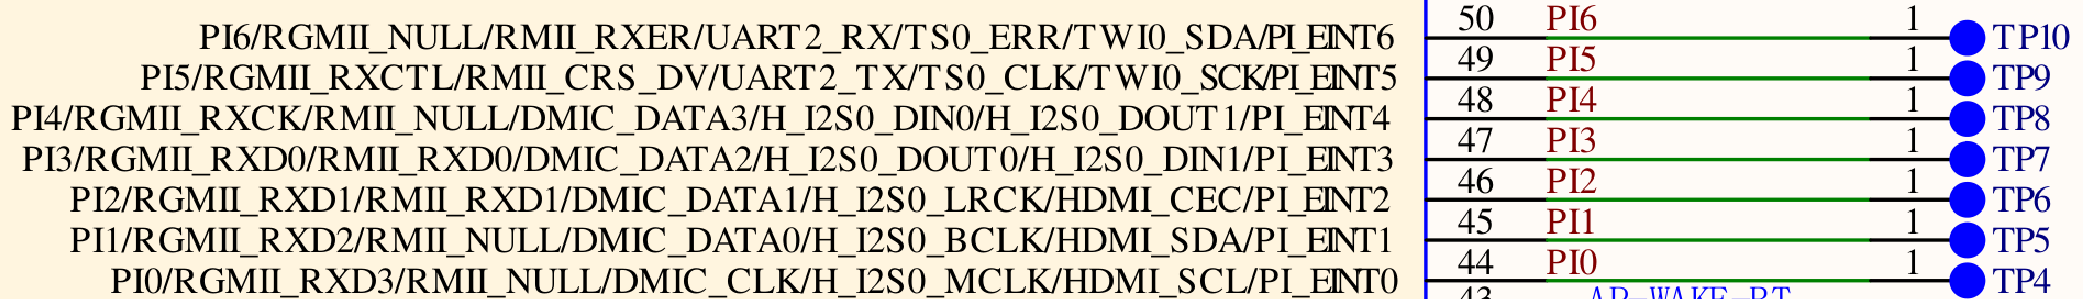 PI6/RGMII_NULL/RMII_RXER/UART2_RX/TS0_ERR/TWI0_SDA/PI_EINT6 50 PI6 1 TP10
PI5/RGMII_RXCTL/RMII_CRS_DV/UART2_TX/TS0_CLK/TWI0_SCK/PI_EINT5 49 PI5 1 TP9
PI4/RGMII_RXCK/RMII_NULL/DMIC_DATA3/H_I2S0_DIN0/H_I2S0_DOUT1/PI_EINT4 48 PI4 1 TP8
PI3/RGMII_RXD0/RMII_RXD0/DMIC_DATA2/H_I2S0_DOUT0/H_I2S0_DIN1/PI_EINT3 47 PI3 1 TP7
PI2/RGMII_RXD1/RMII_RXD1/DMIC_DATA1/H_I2S0_LRCK/HDMI_CEC/PI_EINT2 46 PI2 1 TP6
PI1/RGMII_RXD2/RMII_NULL/DMIC_DATA0/H_I2S0_BCLK/HDMI_SDA/PI_EINT1 45 PI1 1 TP5
PI0/RGMII_RXD3/RMII_NULL/DMIC_CLK/H_I2S0_MCLK/HDMI_SCL/PI_EINT0 44 PI0 1 TP4
43 AP-WAKE-BT